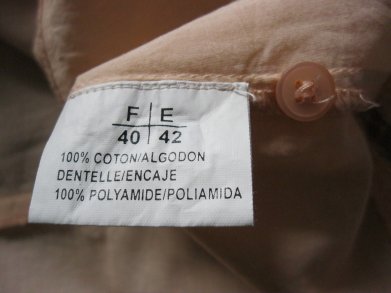 F E
40 42
100% COTON/ALGODON
DENTELLE/ENCAJE
100% POLYAMIDE/POLIAMIDA